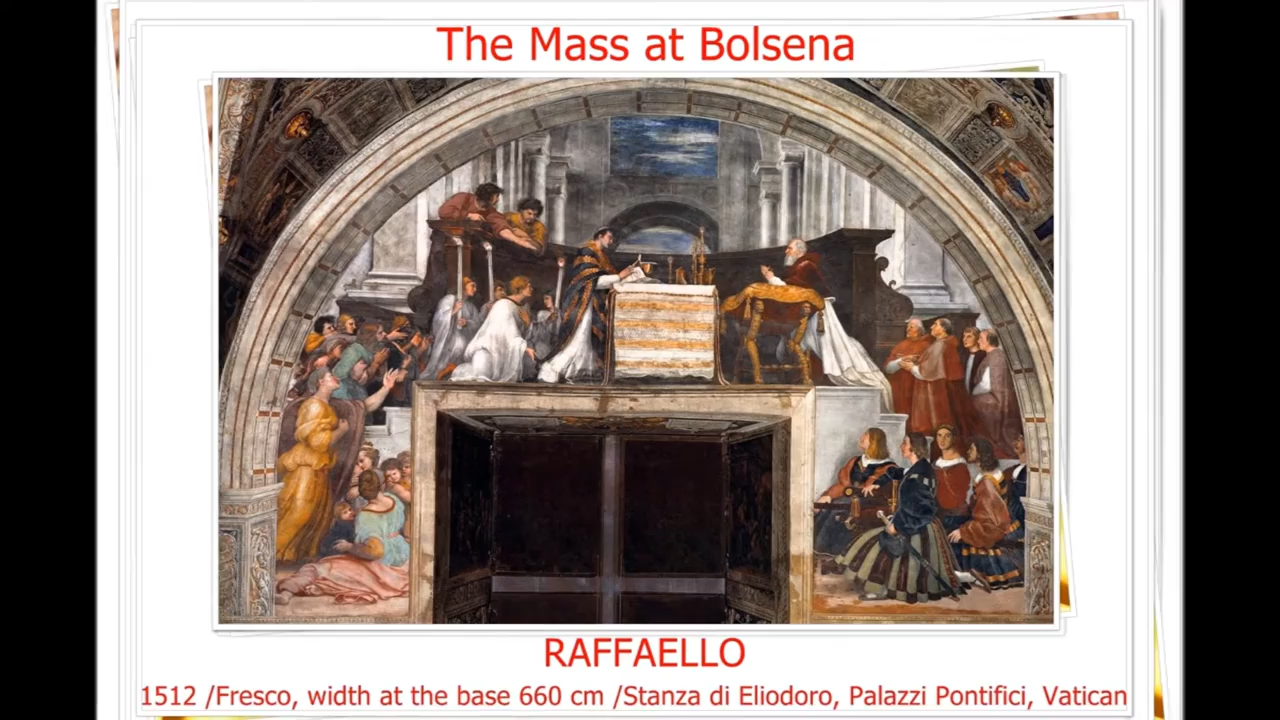 The Mass at Bolsena
RAFFAELLO
1512 /Fresco, width at the base 660 cm /Stanza di Eliodoro, Palazzi Pontifici, Vatican